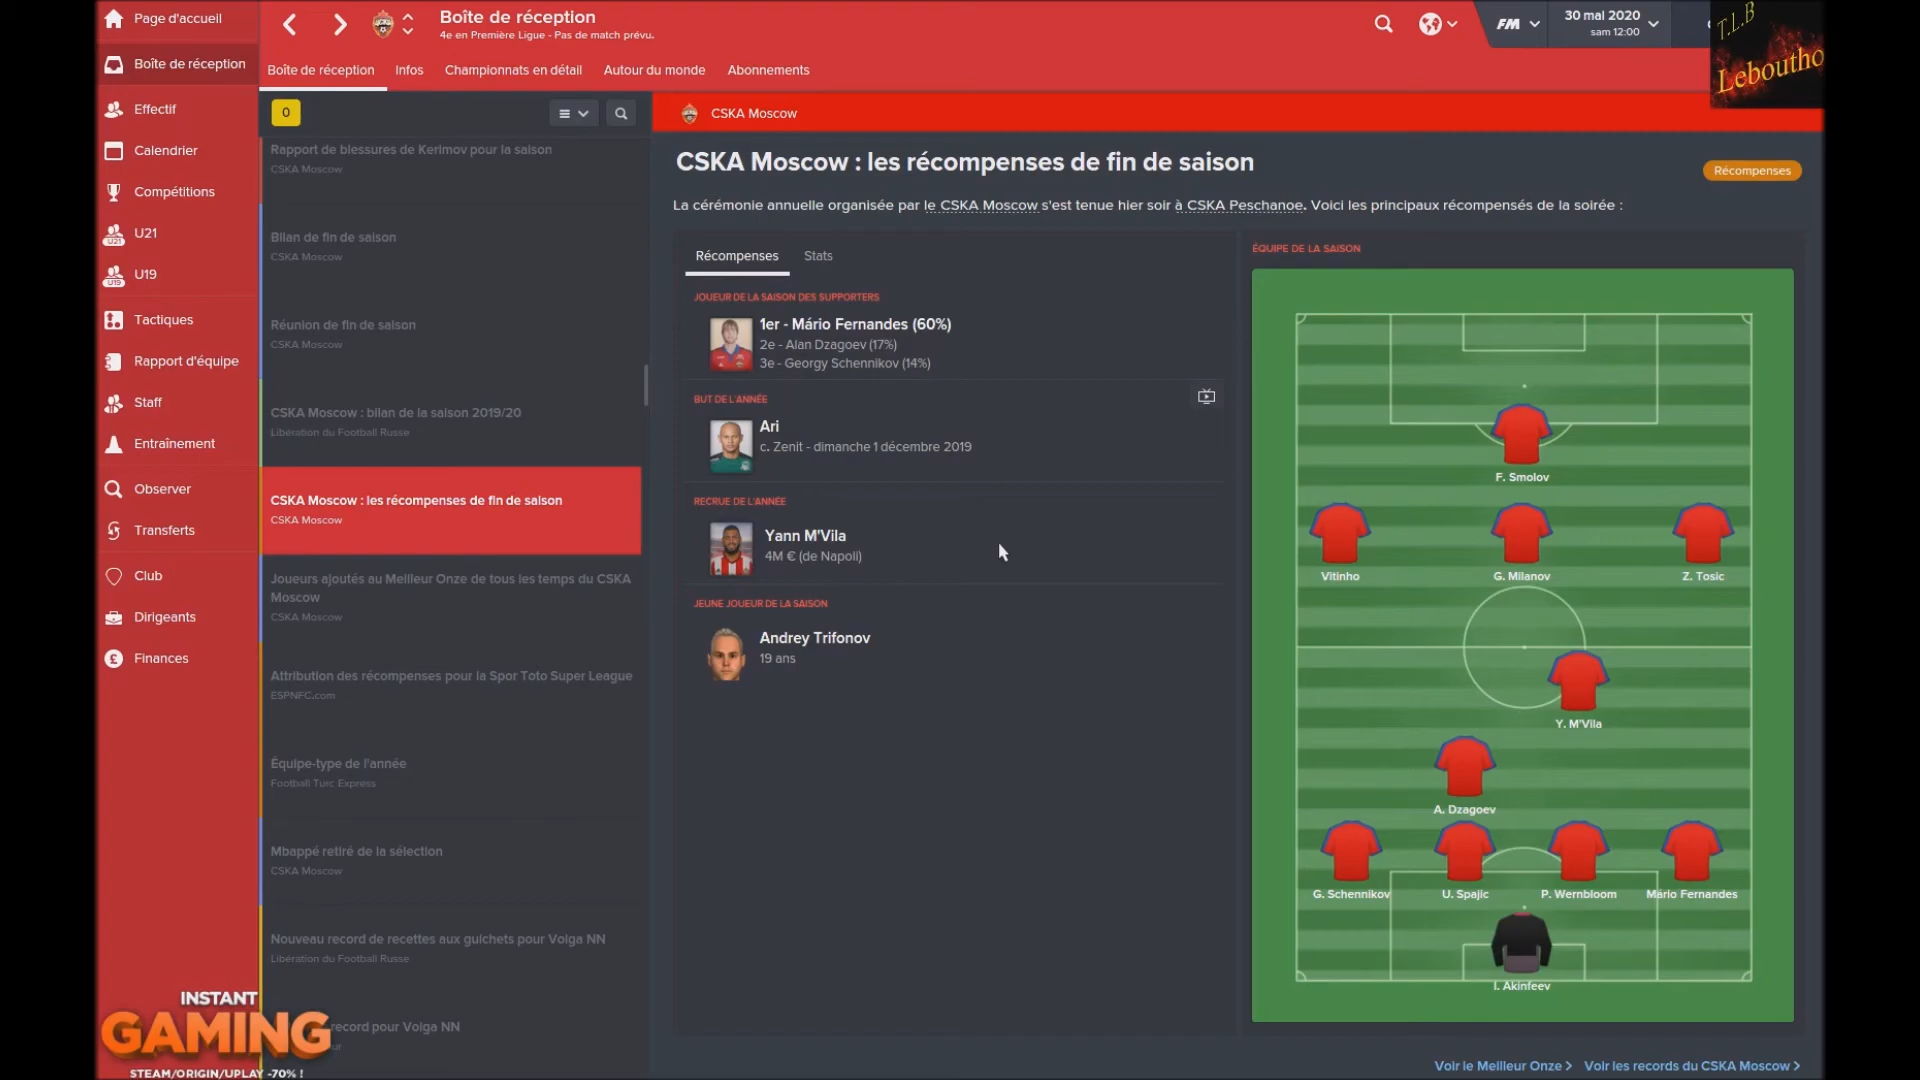 Page d'accueil
Boîte de réception
Effectif
Calendrier
Compétitions
U21
U21
U19
U19
Tactiques
Rapport d'équipe
Staff
Entraînement
Observer
Transferts
Club
Dirigeants
Finances
INSTANT
GAMING
STEAM/ORIGIN/UPLAY -70% !
Boîte de réception
4e en Première Ligue - Pas de match prévu.
FM
30 mai 2020
sam 12:00
T.L.B
Leboutho
Boîte de réception
Infos
Championnats en détail
Autour du monde
Abonnements
0
Rapport de blessures de Kerimov pour la saison
CSKA Moscow
Bilan de fin de saison
CSKA Moscow
Réunion de fin de saison
CSKA Moscow
CSKA Moscow : bilan de la saison 2019/20
Libération du Football Russe
CSKA Moscow : les récompenses de fin de saison
CSKA Moscow
Joueurs ajoutés au Meilleur Onze de tous les temps du CSKA
Moscow
CSKA Moscow
Attribution des récompenses pour la Spor Toto Super League
ESPNFC.com
Équipe-type de l'année
Football Turc Express
Mbappé retiré de la sélection
CSKA Moscow
Nouveau record de recettes aux guichets pour Volga NN
Libération du Football Russe
record pour Volga NN
CSKA Moscow
CSKA Moscow : les récompenses de fin de saison
Récompenses
La cérémonie annuelle organisée par le CSKA Moscow s'est tenue hier soir à CSKA Peschanoe. Voici les principaux récompensés de la soirée :
Récompenses
Stats
JOUEUR DE LA SAISON DES SUPPORTERS
1er - Mário Fernandes (60%)
2e - Alan Dzagoev (17%)
3e - Georgy Schennikov (14%)
BUT DE L'ANNÉE
Ari
c. Zenit - dimanche 1 décembre 2019
RECRUE DE L'ANNÉE
Yann M'Vila
4M € (de Napoli)
JEUNE JOUEUR DE LA SAISON
Andrey Trifonov
19 ans
ÉQUIPE DE LA SAISON
F. Smolov
Vitinho
G. Milanov
Z. Tosic
Y. M'Vila
A. Dzagoev
G. Schennikov
U. Spajic
P. Wernbloom
Mário Fernandes
I. Akinfeev
Voir le Meilleur Onze >
Voir les records du CSKA Moscow >